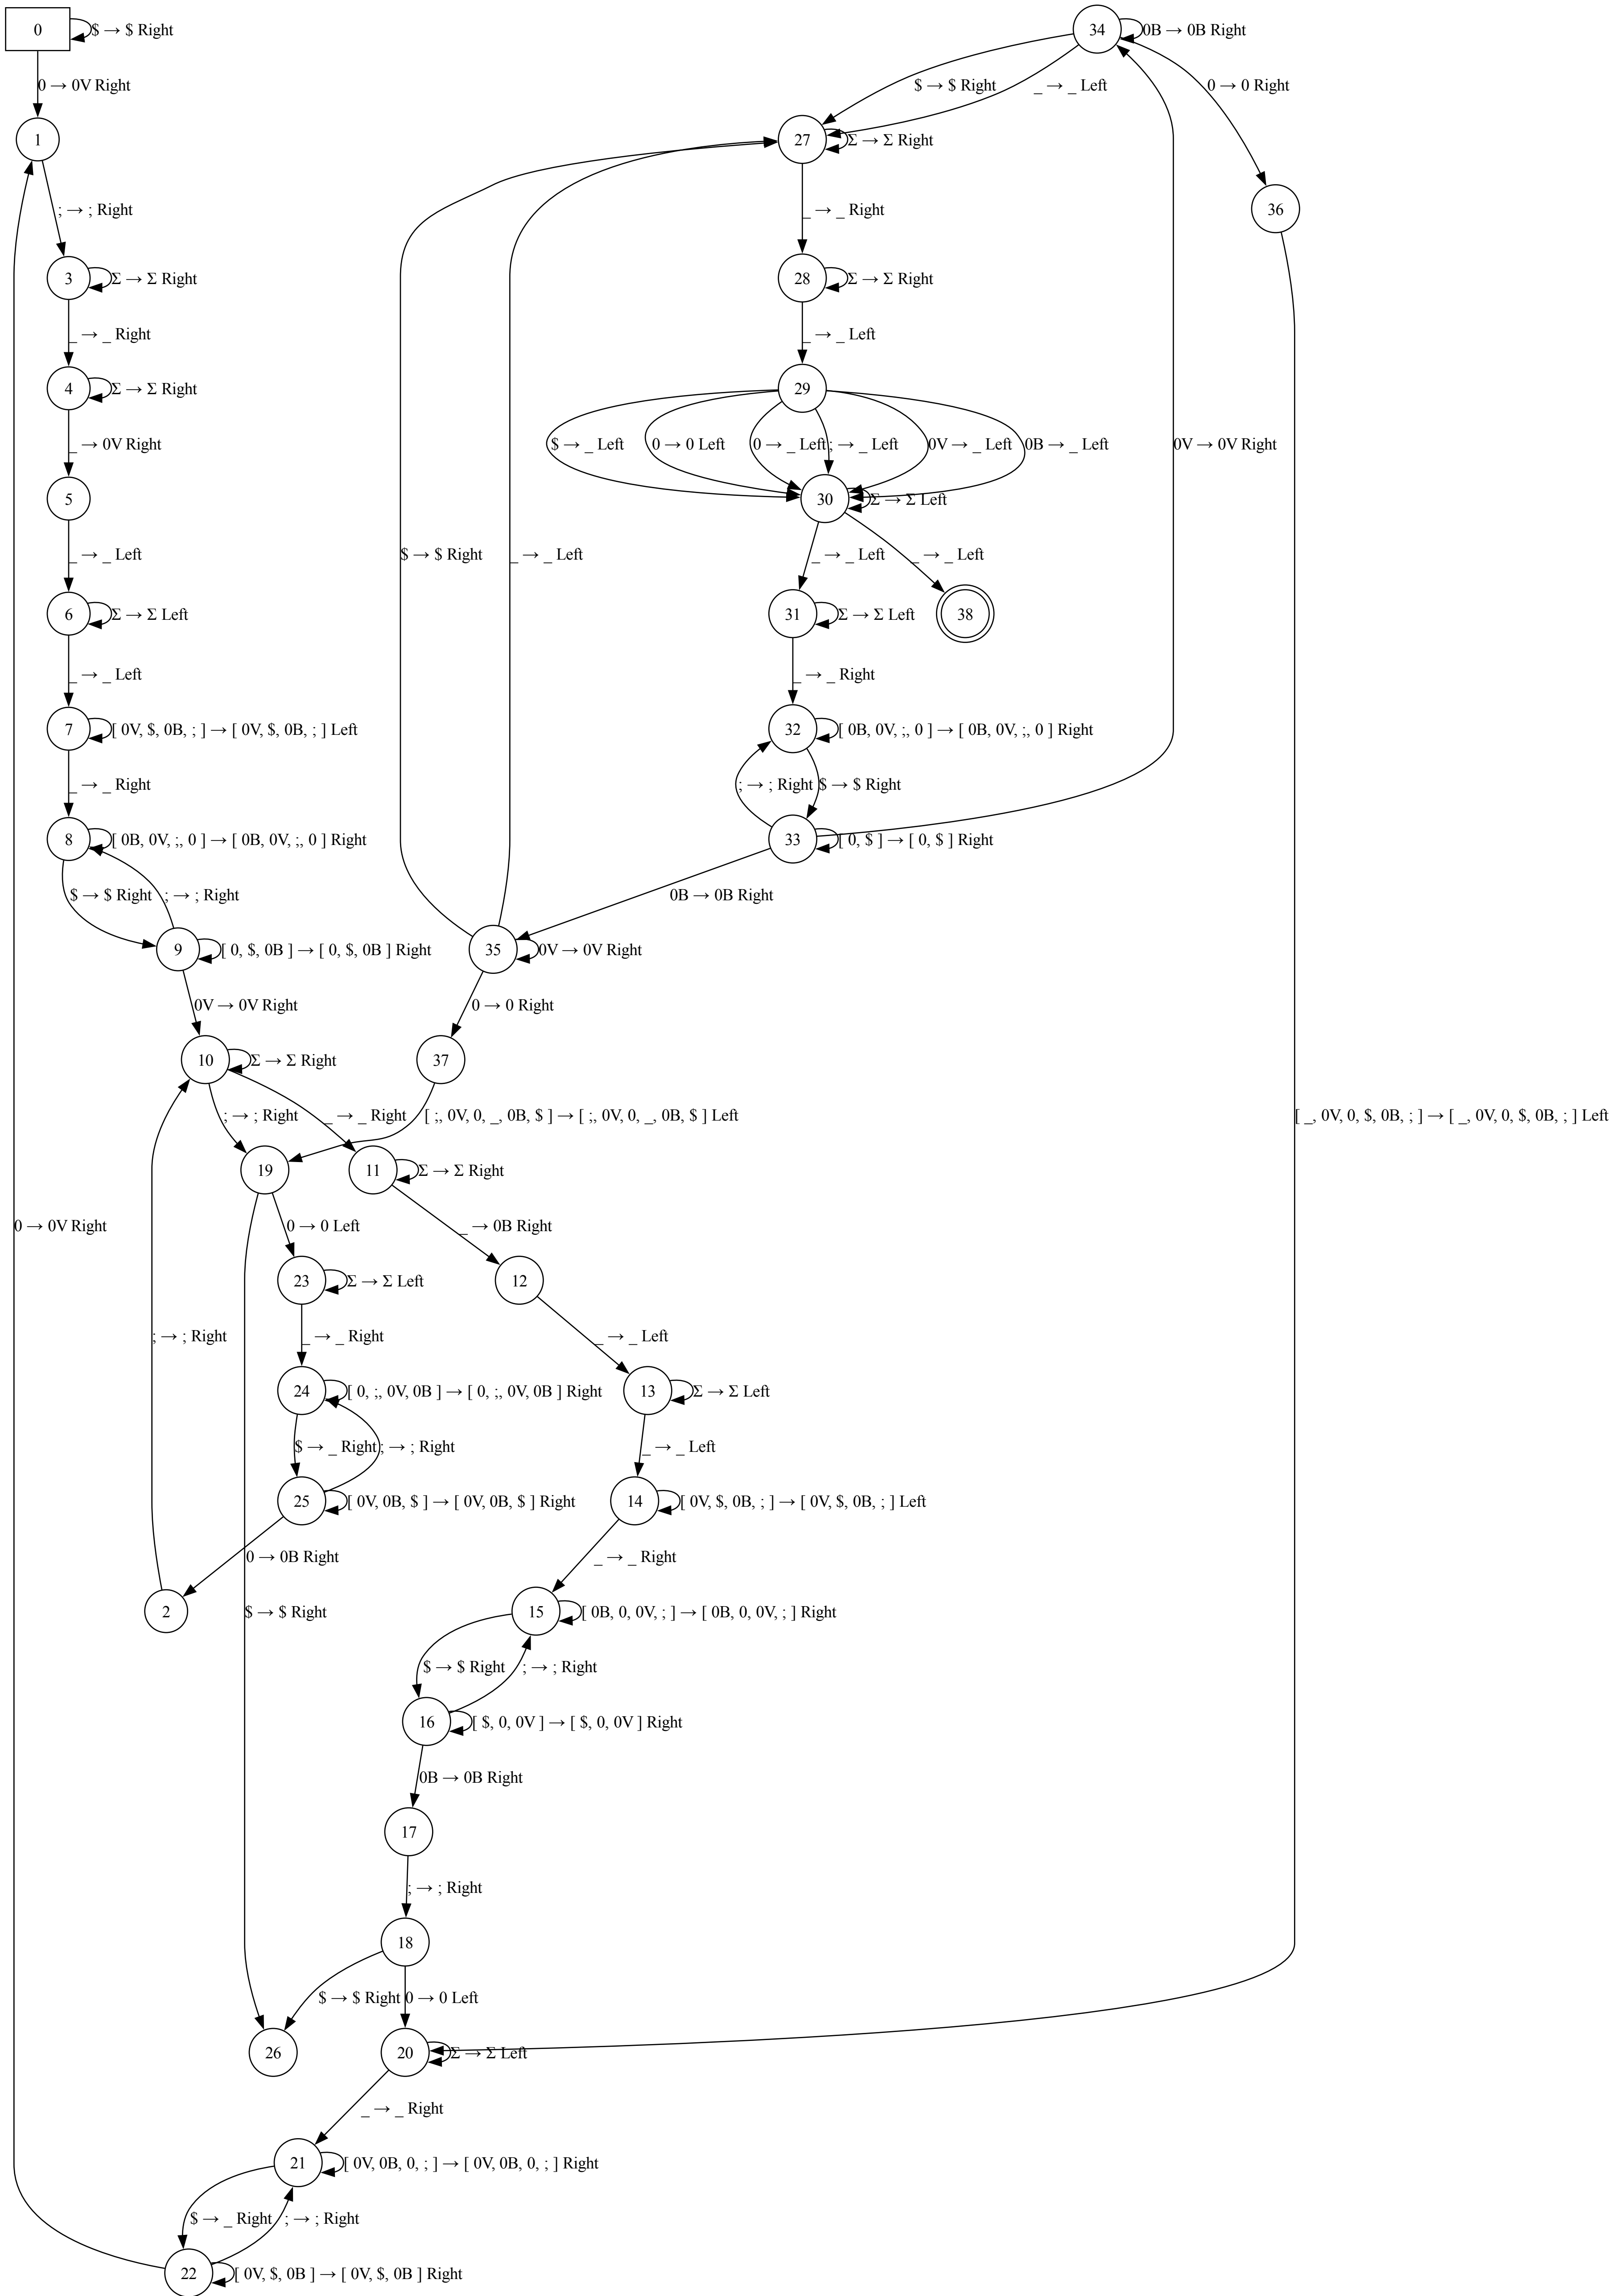 0
$ → $ Right
34
0B → 0B Right
0 → 0V Right
$ → $ Right
_ → _ Left
0 → 0 Right
1
27
Σ → Σ Right
; → ; Right
_ → _ Right
36
3
Σ → Σ Right
28
Σ → Σ Right
_ → _ Right
_ → _ Left
4
Σ → Σ Right
29
_ → 0V Right
$ → _ Left
0 → 0 Left
0 → _ Left
; → _ Left
0V → _ Left
0B → _ Left
0V → 0V Right
5
30
Σ → Σ Left
_ → _ Left
$ → $ Right
_ → _ Left
_ → _ Left
_ → _ Left
6
Σ → Σ Left
31
Σ → Σ Left
38
_ → _ Left
_ → _ Right
7
[ 0V, $, 0B, ; ] → [ 0V, $, 0B, ; ] Left
32
[ 0B, 0V, ;, 0 ] → [ 0B, 0V, ;, 0 ] Right
_ → _ Right
; → ; Right
$ → $ Right
8
[ 0B, 0V, ;, 0 ] → [ 0B, 0V, ;, 0 ] Right
33
[ 0, $ ] → [ 0, $ ] Right
$ → $ Right
; → ; Right
0B → 0B Right
9
[ 0, $, 0B ] → [ 0, $, 0B ] Right
35
0V → 0V Right
0V → 0V Right
0 → 0 Right
10
Σ → Σ Right
37
; → ; Right
_ → _ Right
[ ;, 0V, 0, _, 0B, $ ] → [ ;, 0V, 0, _, 0B, $ ] Left
[ _, 0V, 0, $, 0B, ; ] → [ _, 0V, 0, $, 0B, ; ] Left
19
11
Σ → Σ Right
0 → 0V Right
0 → 0 Left
_ → 0B Right
23
Σ → Σ Left
12
; → ; Right
_ → _ Right
_ → _ Left
24
[ 0, ;, 0V, 0B ] → [ 0, ;, 0V, 0B ] Right
13
Σ → Σ Left
$ → _ Right
; → ; Right
_ → _ Left
25
[ 0V, 0B, $ ] → [ 0V, 0B, $ ] Right
14
[ 0V, $, 0B, ; ] → [ 0V, $, 0B, ; ] Left
0 → 0B Right
_ → _ Right
2
$ → $ Right
15
[ 0B, 0, 0V, ; ] → [ 0B, 0, 0V, ; ] Right
$ → $ Right
; → ; Right
16
[ $, 0, 0V ] → [ $, 0, 0V ] Right
0B → 0B Right
17
; → ; Right
18
$ → $ Right
0 → 0 Left
26
20
Σ → Σ Left
_ → _ Right
21
[ 0V, 0B, 0, ; ] → [ 0V, 0B, 0, ; ] Right
$ → _ Right
; → ; Right
22
[ 0V, $, 0B ] → [ 0V, $, 0B ] Right